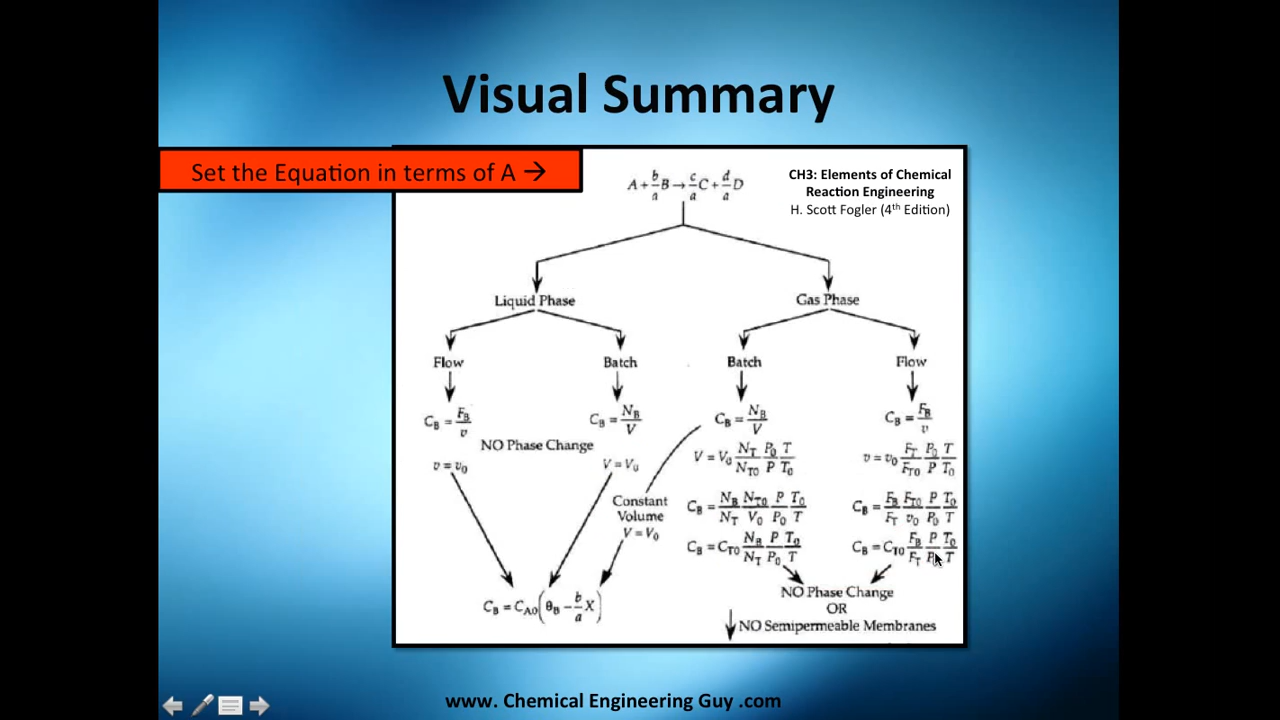 Visual Summary
Set the Equation in terms of A →
CH3: Elements of Chemical
Reaction Engineering
H. Scott Fogler (4th Edition)
A + b/a B → c/a C + d/a D
Liquid Phase
Gas Phase
Flow
Batch
Batch
Flow
C_B = F_B/υ
C_B = N_B/V
C_B = N_B/V
C_B = F_B/υ
NO Phase Change
υ = υ_0
V = V_0
V = V_0 N_T/N_T0 P_0/P T/T_0
υ = υ_0 F_T/F_T0 P_0/P T/T_0
Constant
Volume
V = V_0
C_B = N_B/N_T N_T0/V_0 P/P_0 T_0/T
C_B = F_B/F_T F_T0/υ_0 P/P_0 T_0/T
C_B = C_T0 N_B/N_T P/P_0 T_0/T
C_B = C_T0 F_B/F_T P/P_0 T_0/T
C_B = C_A0(θ_B − b/a X)
NO Phase Change
OR
NO Semipermeable Membranes
www. Chemical Engineering Guy .com